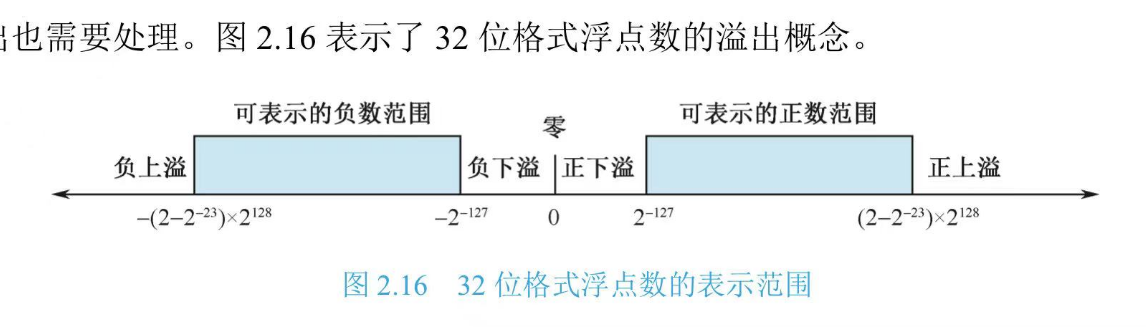 出也需要处理。图 2.16 表示了 32 位格式浮点数的溢出概念。
可表示的负数范围 零 可表示的正数范围
负上溢 负下溢 正下溢 正上溢
−(2−2⁻²³)×2¹²⁸ −2⁻¹²⁷ 0 2⁻¹²⁷ (2−2⁻²³)×2¹²⁸
图 2.16 32 位格式浮点数的表示范围